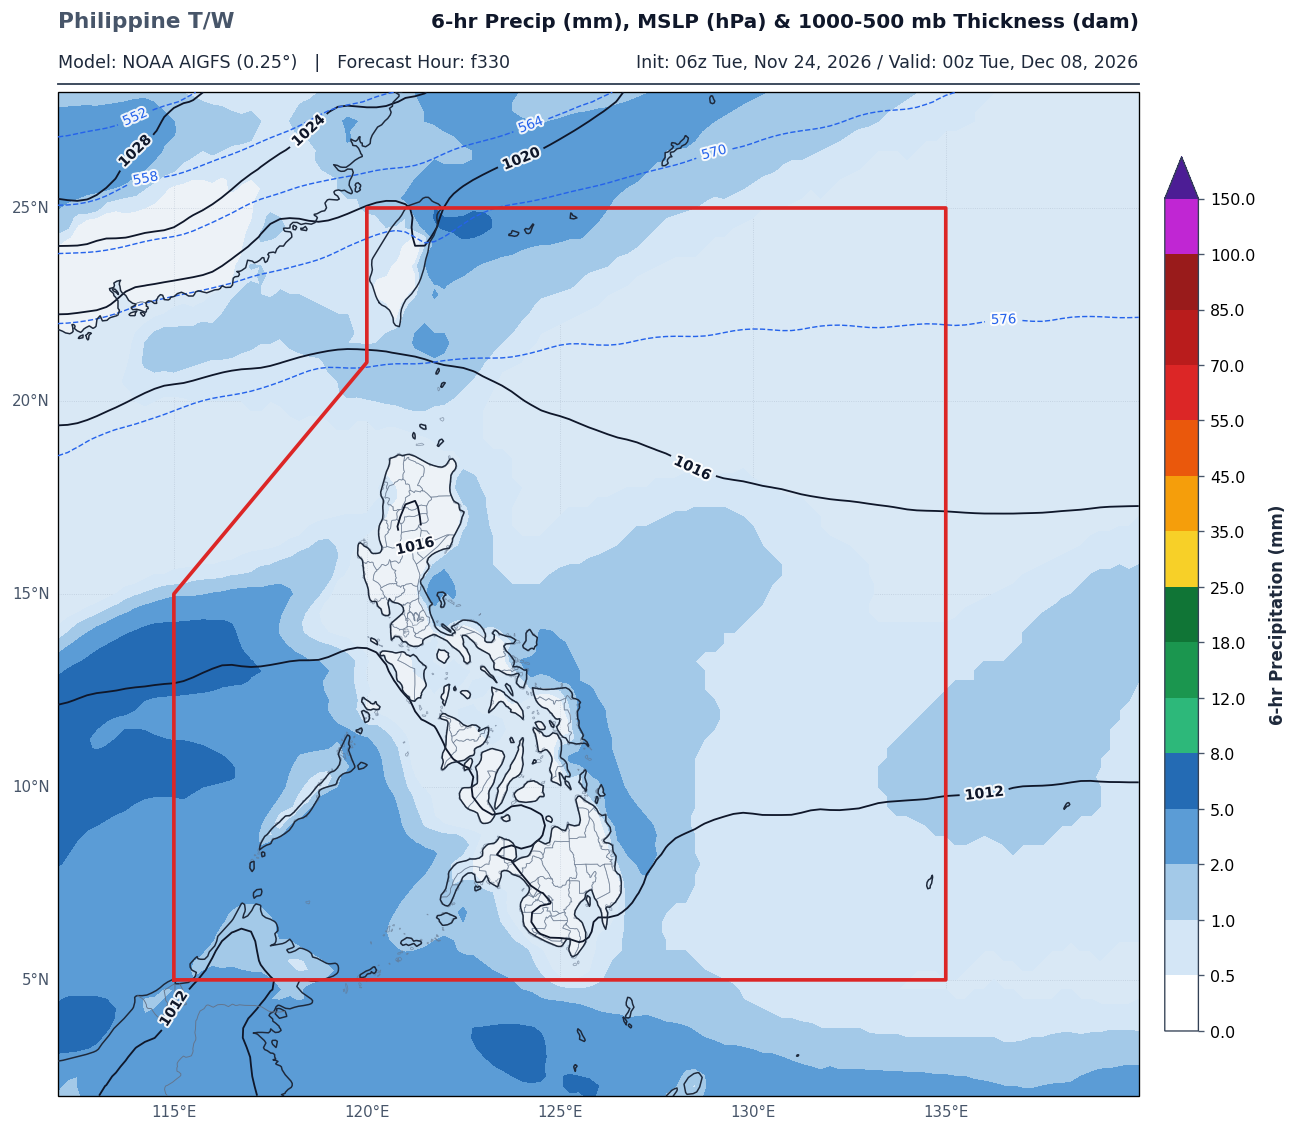 Philippine T/W
6-hr Precip (mm), MSLP (hPa) & 1000-500 mb Thickness (dam)
Model: NOAA AIGFS (0.25°) | Forecast Hour: f330
Init: 06z Tue, Nov 24, 2026 / Valid: 00z Tue, Dec 08, 2026
552
1028
558
1024
564
1020
570
576
1016
1016
1012
1012
25°N
20°N
15°N
10°N
5°N
115°E
120°E
125°E
130°E
135°E
150.0
100.0
85.0
70.0
55.0
45.0
35.0
25.0
18.0
12.0
8.0
5.0
2.0
1.0
0.5
0.0
6-hr Precipitation (mm)